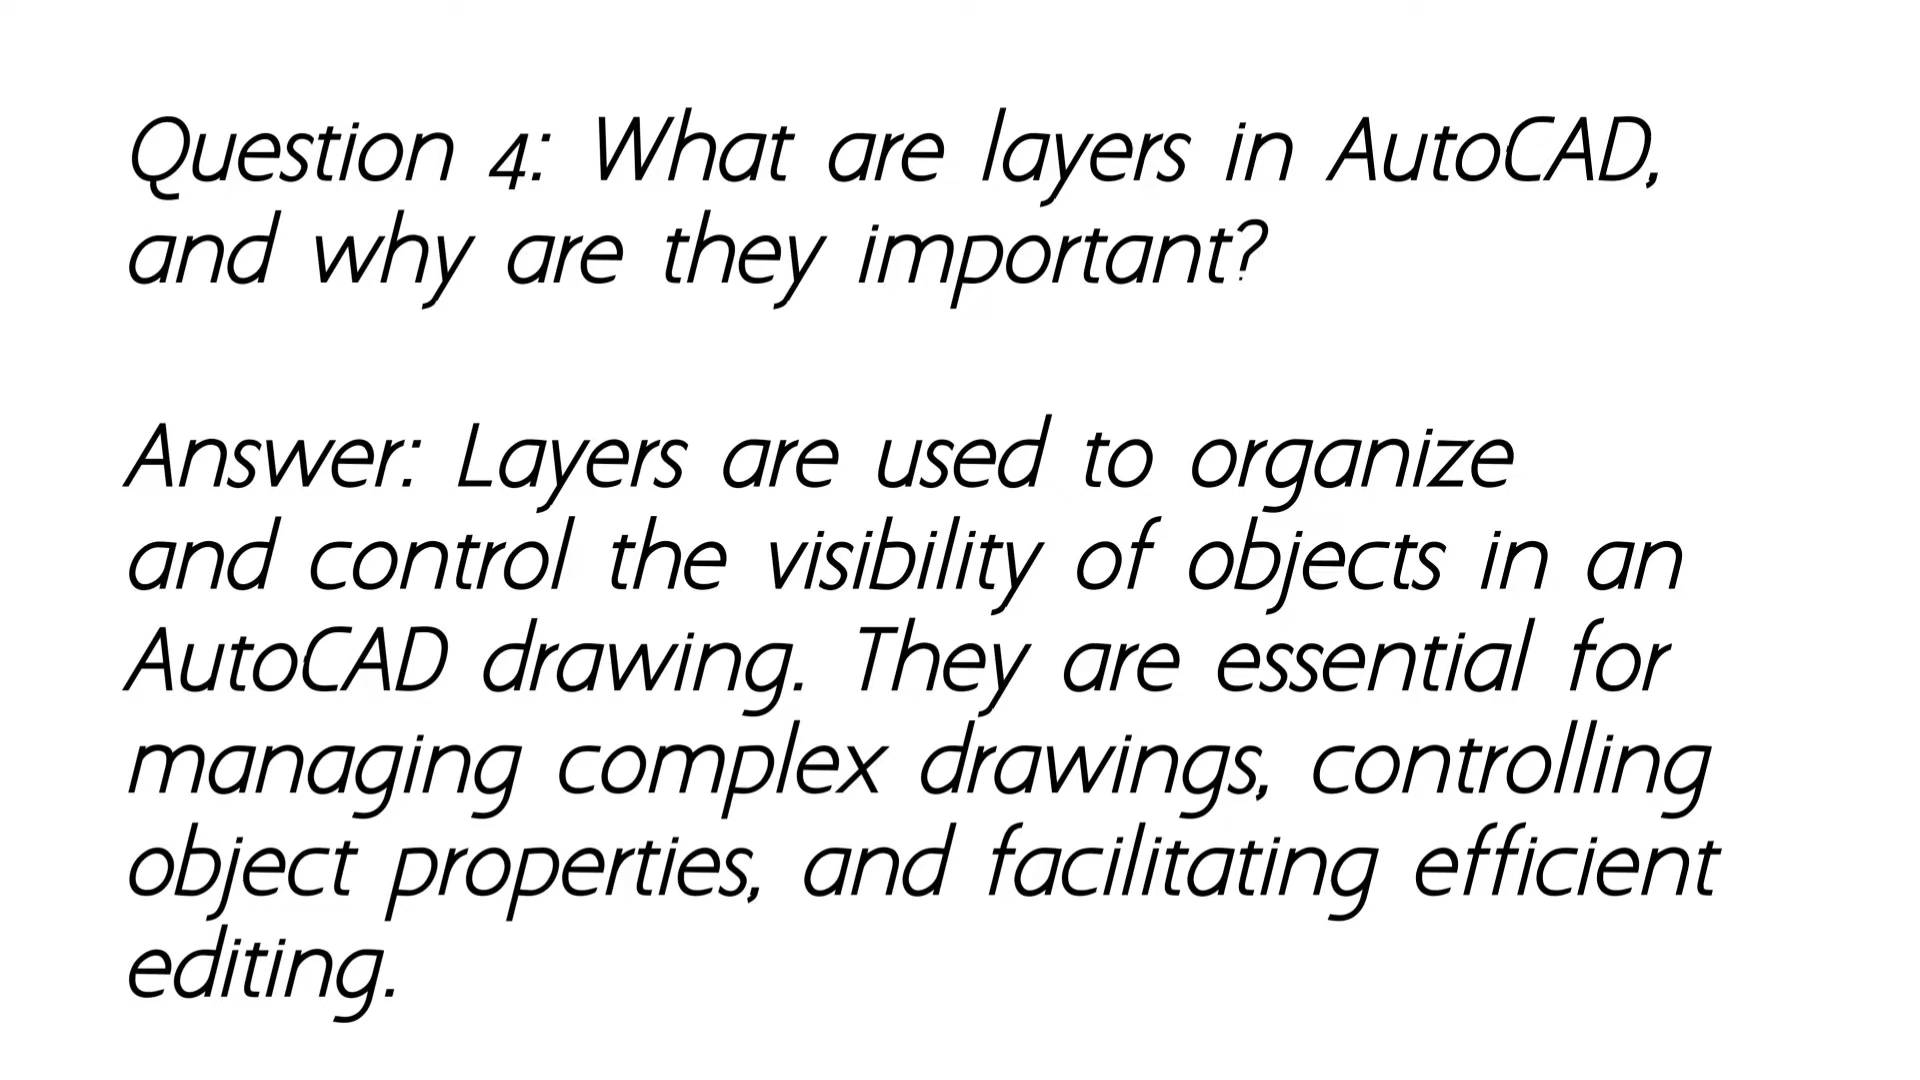 Question 4: What are layers in AutoCAD,
and why are they important?
Answer: Layers are used to organize
and control the visibility of objects in an
AutoCAD drawing. They are essential for
managing complex drawings, controlling
object properties, and facilitating efficient
editing.